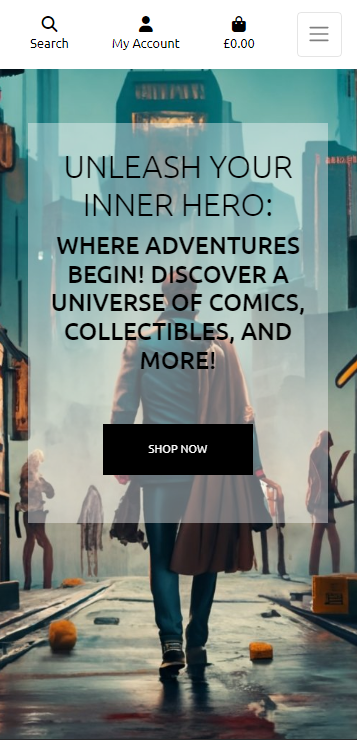 Search My Account £0.00
UNLEASH YOUR
INNER HERO:
WHERE ADVENTURES
BEGIN! DISCOVER A
UNIVERSE OF COMICS,
COLLECTIBLES, AND
MORE!
SHOP NOW